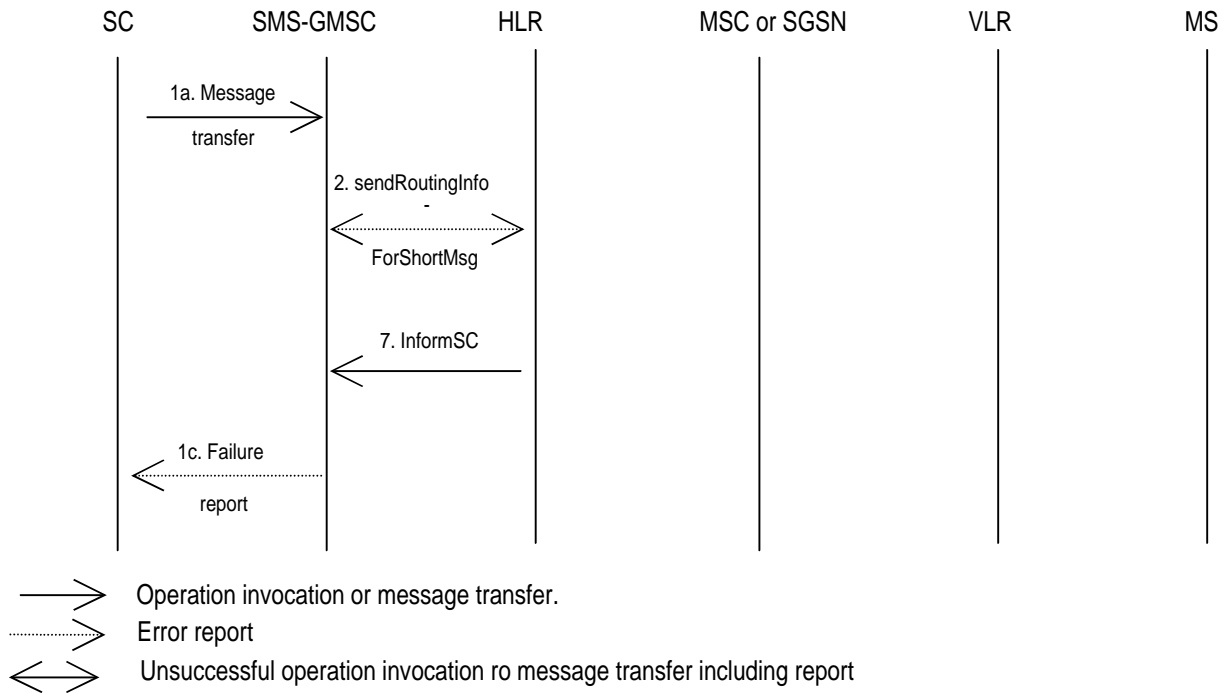 SC SMS-GMSC HLR MSC or SGSN VLR MS
1a. Message
transfer
2. sendRoutingInfo
-
ForShortMsg
7. InformSC
1c. Failure
report
Operation invocation or message transfer.
Error report
Unsuccessful operation invocation ro message transfer including report